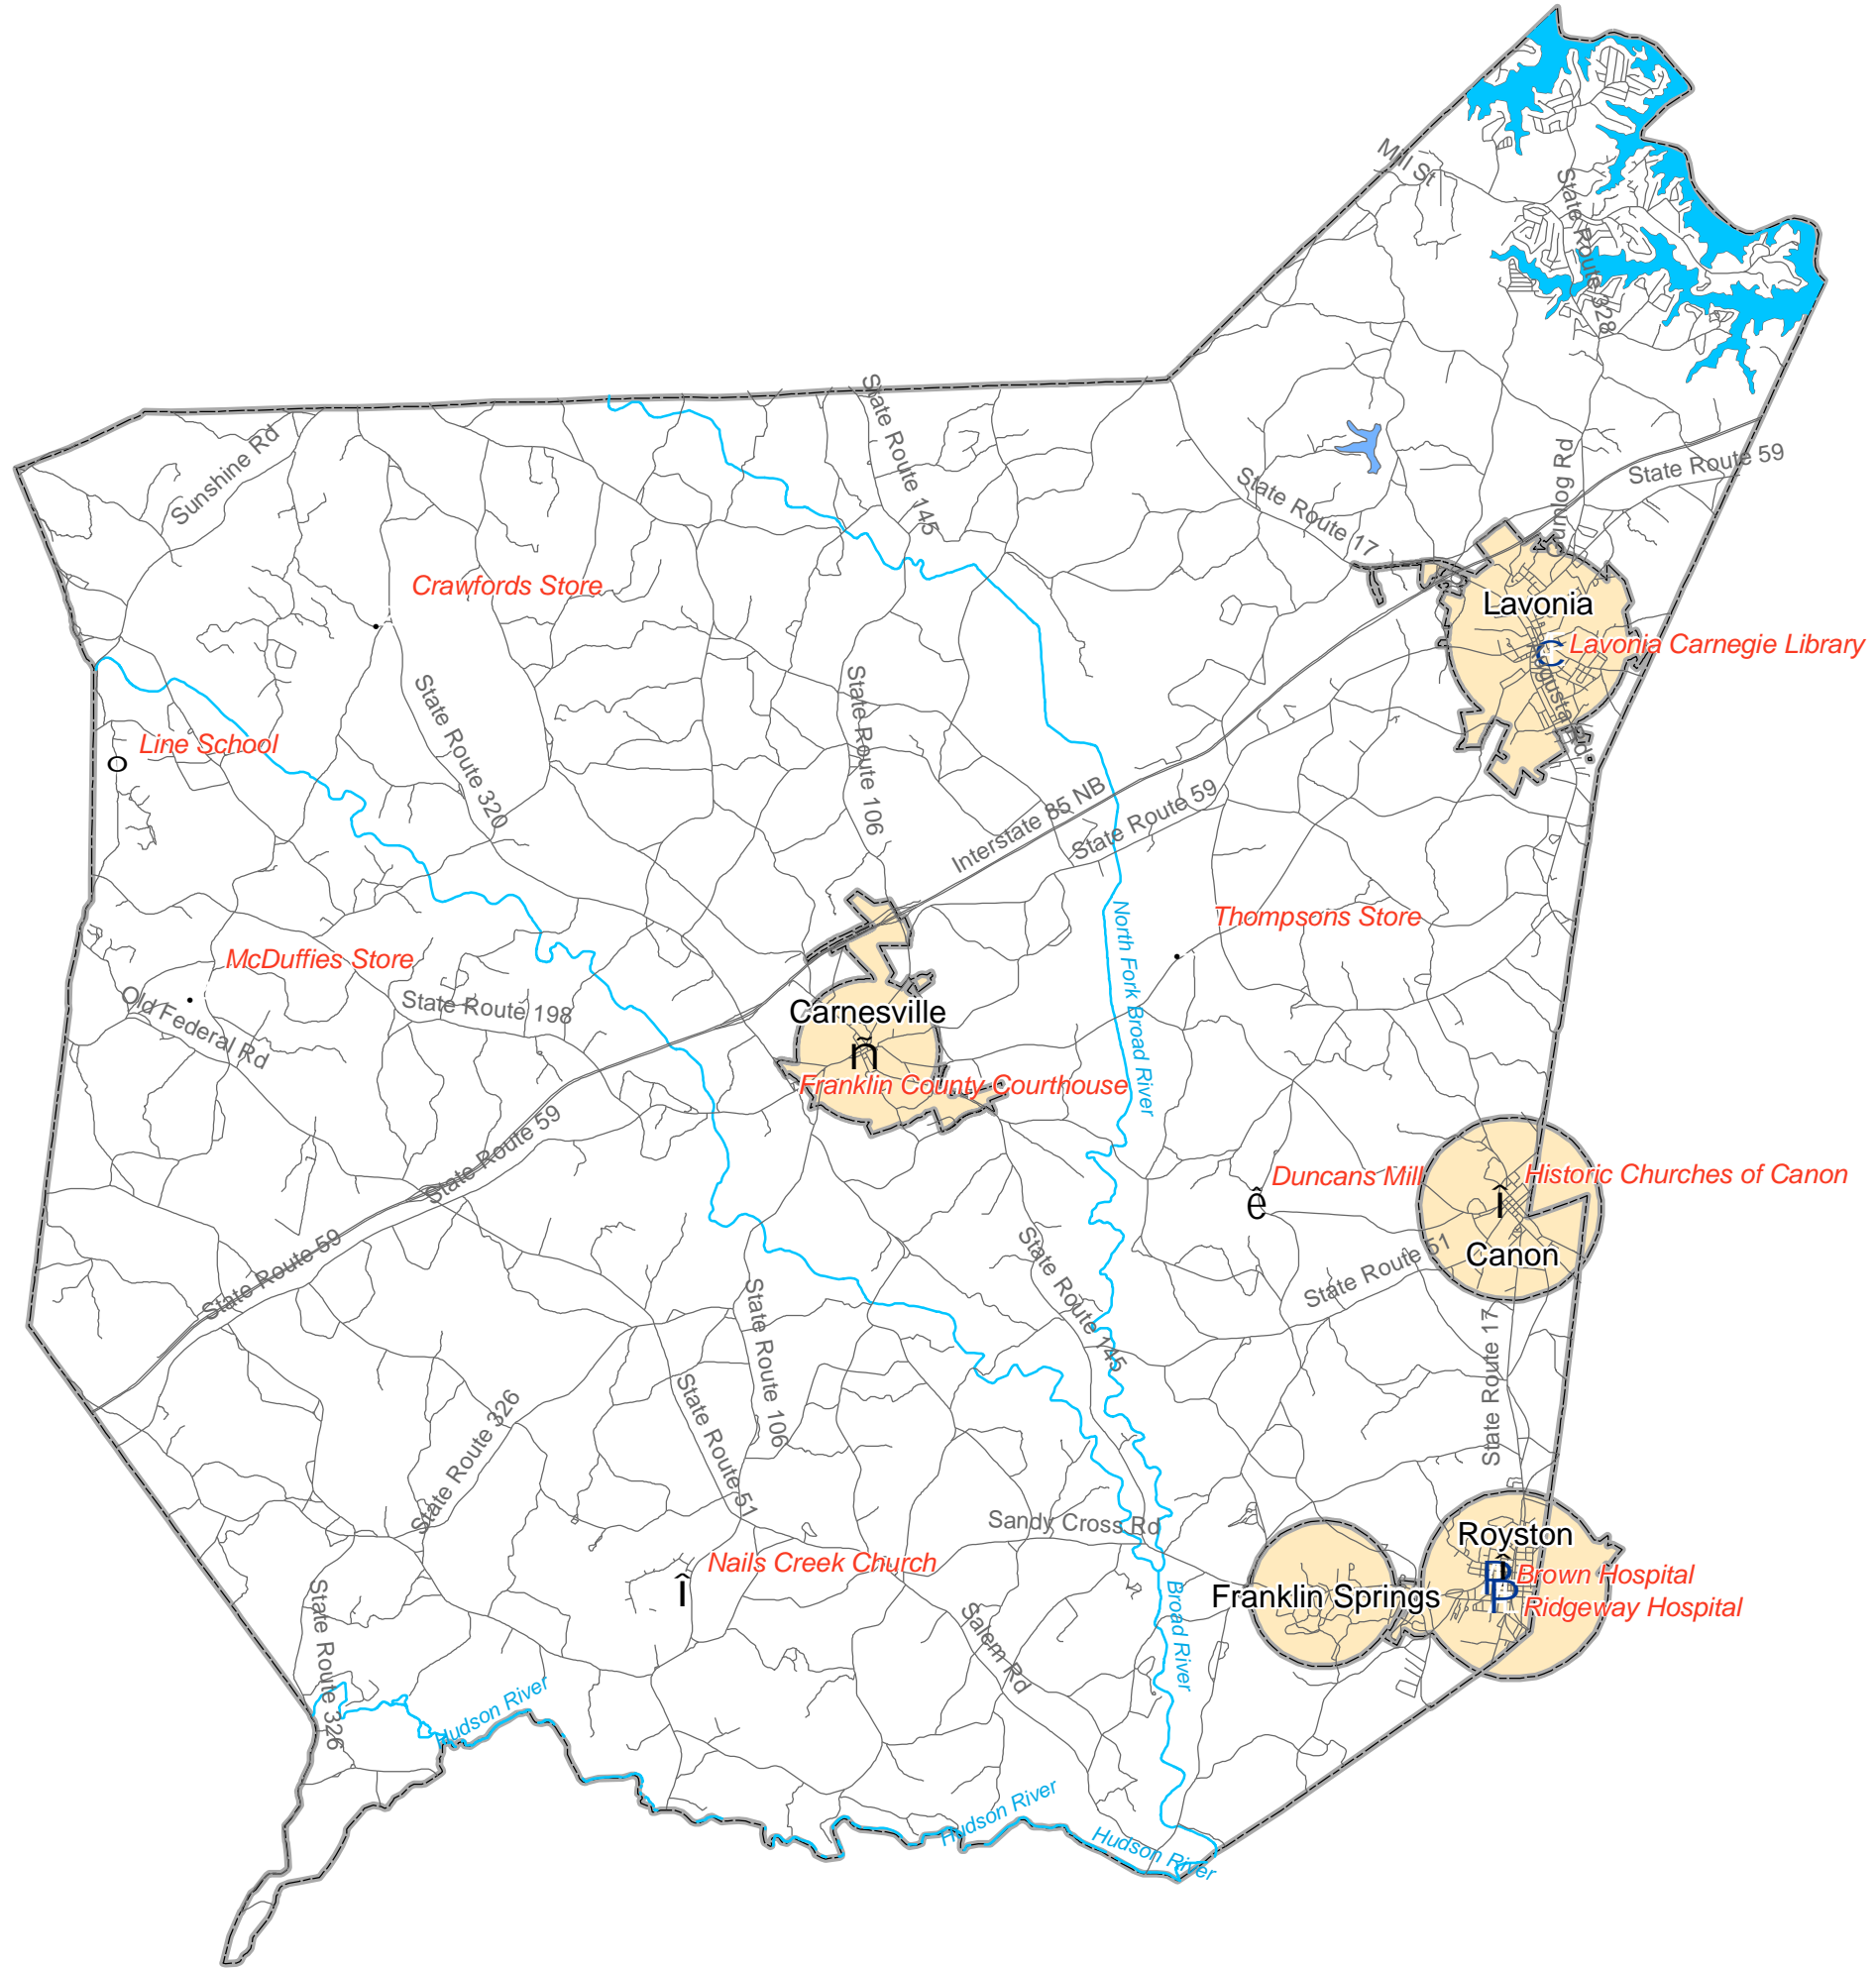 Mill St
State Route 328
State Route 145
Sunshine Rd
State Route 59
State Route 17
Gumlog Rd
Crawfords Store
Lavonia
C
Lavonia Carnegie Library
Augusta Rd
Line School
o
State Route 320
State Route 106
Interstate 85 NB
State Route 59
Thompsons Store
North Fork Broad River
McDuffies Store
Old Federal Rd
State Route 198
Carnesville
ñ
Franklin County Courthouse
State Route 59
Duncans Mill
ê
Historic Churches of Canon
Î
Canon
State Route 51
State Route 59
State Route 145
State Route 106
State Route 17
State Route 326
State Route 51
Sandy Cross Rd
Royston
Nails Creek Church
Î
Î
P
P
Brown Hospital
Franklin Springs
Ridgeway Hospital
State Route 326
Salem Rd
Broad River
Hudson River
Hudson River
Hudson River